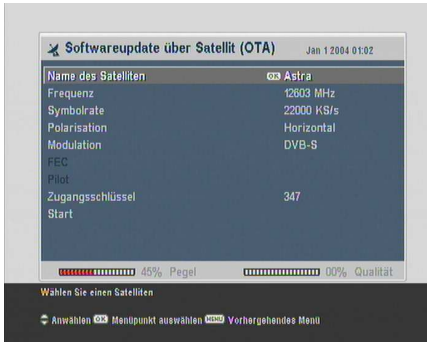 Softwareupdate über Satellit (OTA) Jan 1 2004 01:02
Name des Satelliten OK Astra
Frequenz 12603 MHz
Symbolrate 22000 KS/s
Polarisation Horizontal
Modulation DVB-S
FEC
Pilot
Zugangsschlüssel 347
Start
45% Pegel 00% Qualität
Wählen Sie einen Satelliten
Anwählen OK Menüpunkt auswählen MENU Vorhergehendes Menü